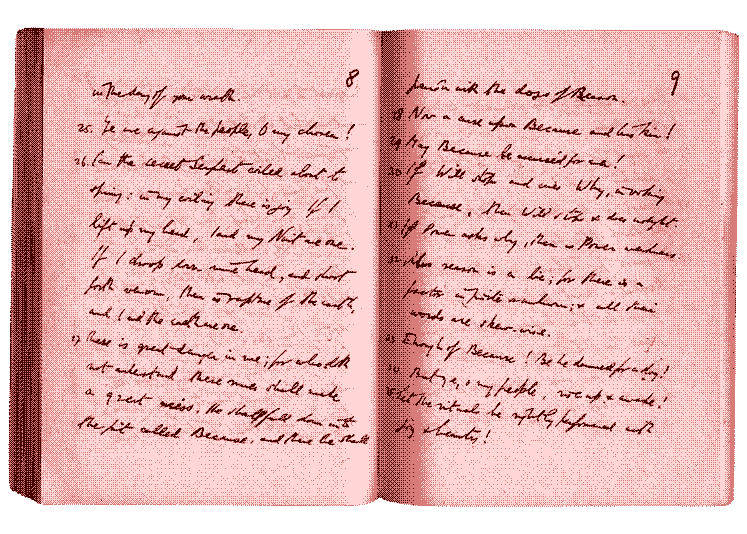 8
in the day of your wrath.
25. Ye are against the people, O my chosen!
26. I am the secret Serpent coiled about to
spring: in my coiling there is joy. If I
lift up my head, I and my Nuit are one.
If I droop down mine head, and shoot
forth venom, then is rapture of the earth,
and I and the earth are one.
27 There is great danger in me; for who doth
not understand these runes shall make
a great miss. He shall fall down into
the pit called Because, and there he shall
9
perish with the dogs of Reason.
28 Now a curse upon Because and his kin!
29 May Because be accursèd for ever!
30 If Will stops and cries Why, invoking
Because, then Will stops & does nought.
31 If Power asks why, then is Power weakness.
32 Also reason is a lie; for there is a
factor infinite & unknown; & all their
words are skew-wise.
33 Enough of Because! Be he damned for a dog!
34 But ye, o my people, rise up & awake!
35 Let the rituals be rightly performed with
joy & beauty!